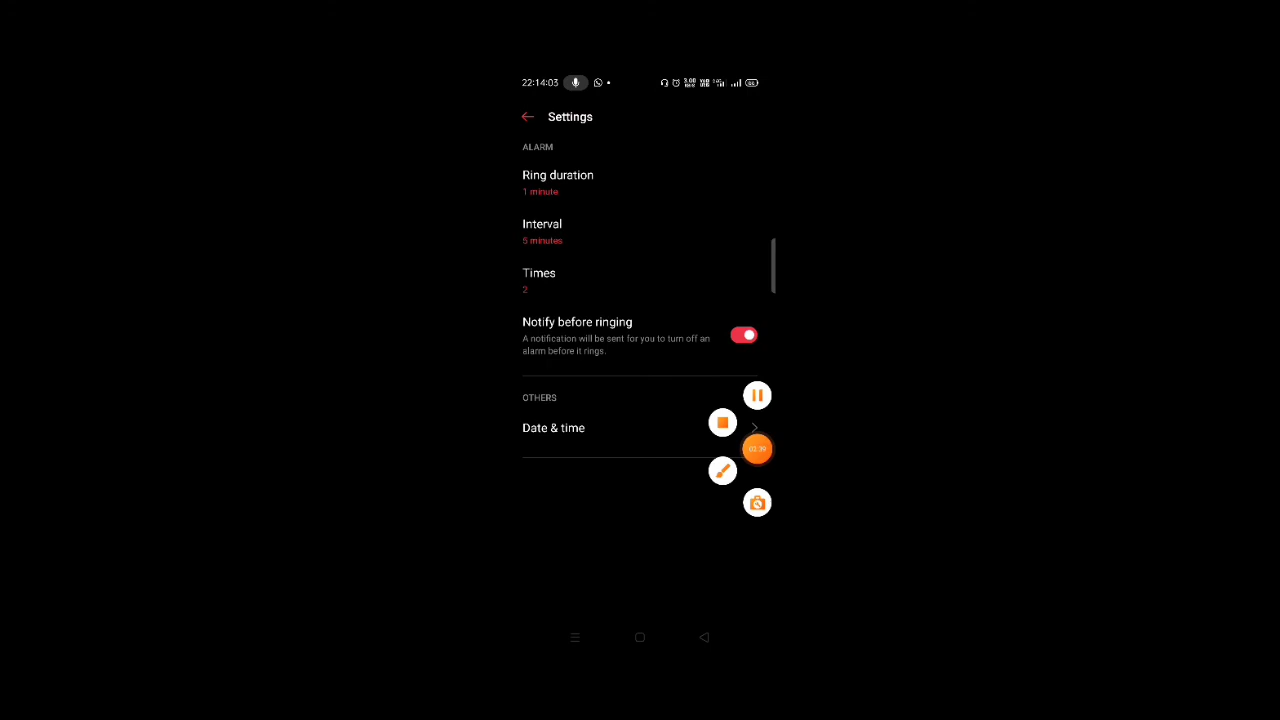 22:14:03
Settings
ALARM
Ring duration
1 minute
Interval
5 minutes
Times
2
Notify before ringing
A notification will be sent for you to turn off an
alarm before it rings.
OTHERS
Date & time